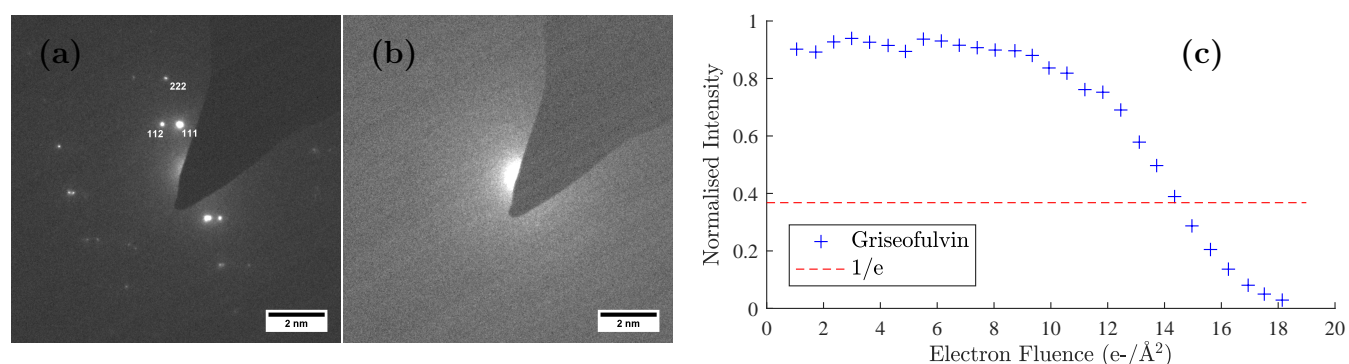 (a)
222
112
111
2 nm
(b)
2 nm
(c)
Normalised Intensity
1
0.8
0.6
0.4
0.2
0
Griseofulvin
1/e
0 2 4 6 8 10 12 14 16 18 20
Electron Fluence (e-/Å²)